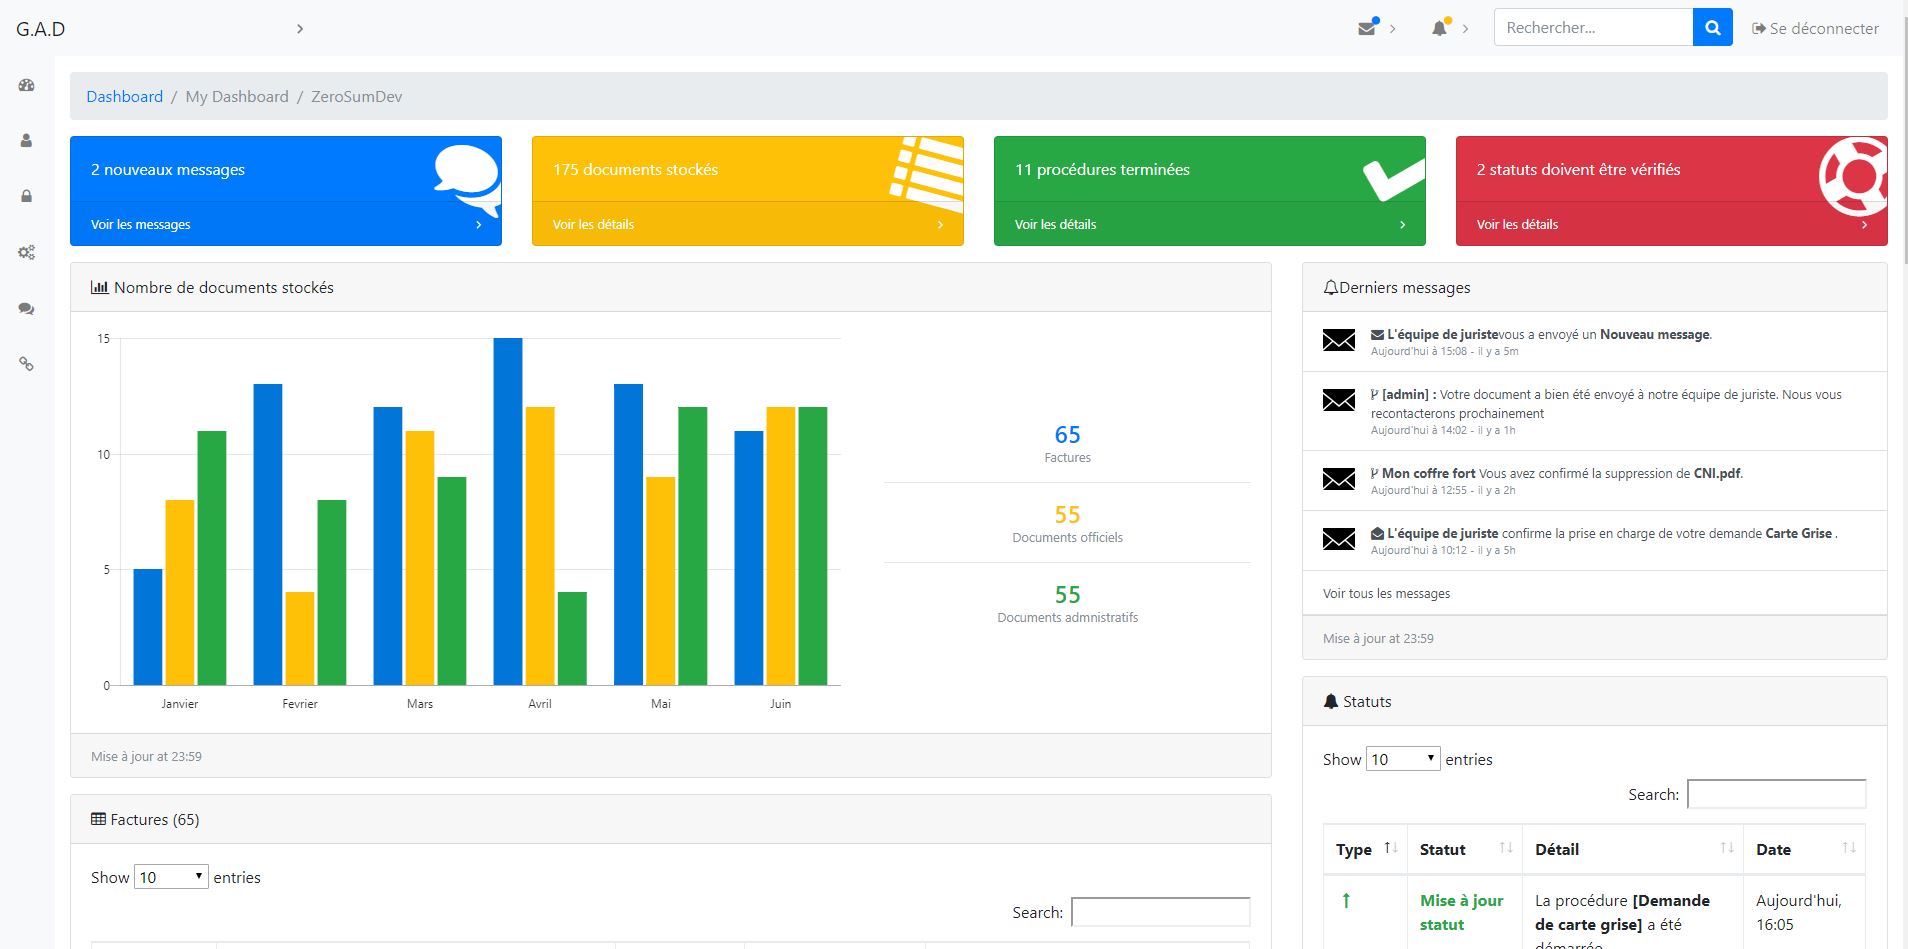 G.A.D
Rechercher...
Se déconnecter
Dashboard / My Dashboard / ZeroSumDev
2 nouveaux messages
Voir les messages
175 documents stockés
Voir les détails
11 procédures terminées
Voir les détails
2 statuts doivent être vérifiés
Voir les détails
Nombre de documents stockés
15
10
5
0
Janvier
Fevrier
Mars
Avril
Mai
Juin
65
Factures
55
Documents officiels
55
Documents admnistratifs
Mise à jour at 23:59
Derniers messages
L'équipe de juristevous a envoyé un Nouveau message.
Aujourd'hui à 15:08 - il y a 5m
[admin] : Votre document a bien été envoyé à notre équipe de juriste. Nous vous
recontacterons prochainement
Aujourd'hui à 14:02 - il y a 1h
Mon coffre fort Vous avez confirmé la suppression de CNI.pdf.
Aujourd'hui à 12:55 - il y a 2h
L'équipe de juriste confirme la prise en charge de votre demande Carte Grise .
Aujourd'hui à 10:12 - il y a 5h
Voir tous les messages
Mise à jour at 23:59
Factures (65)
Show 10 entries
Search:
Statuts
Show 10 entries
Search:
Type Statut Détail Date
Mise à jour
statut
La procédure [Demande
de carte grise] a été
démarrée
Aujourd'hui,
16:05